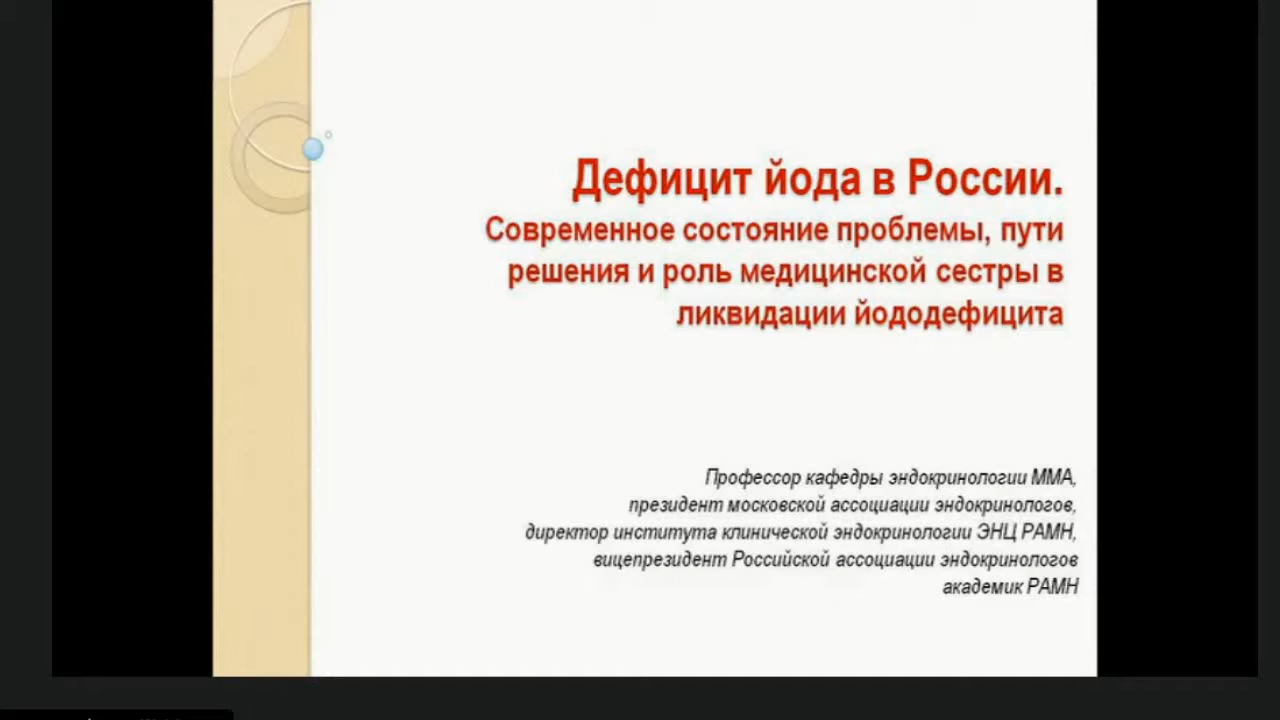 Дефицит йода в России.
Современное состояние проблемы, пути
решения и роль медицинской сестры в
ликвидации йододефицита
Профессор кафедры эндокринологии ММА,
президент московской ассоциации эндокринологов,
директор института клинической эндокринологии ЭНЦ РАМН,
вицепрезидент Российской ассоциации эндокринологов
академик РАМН